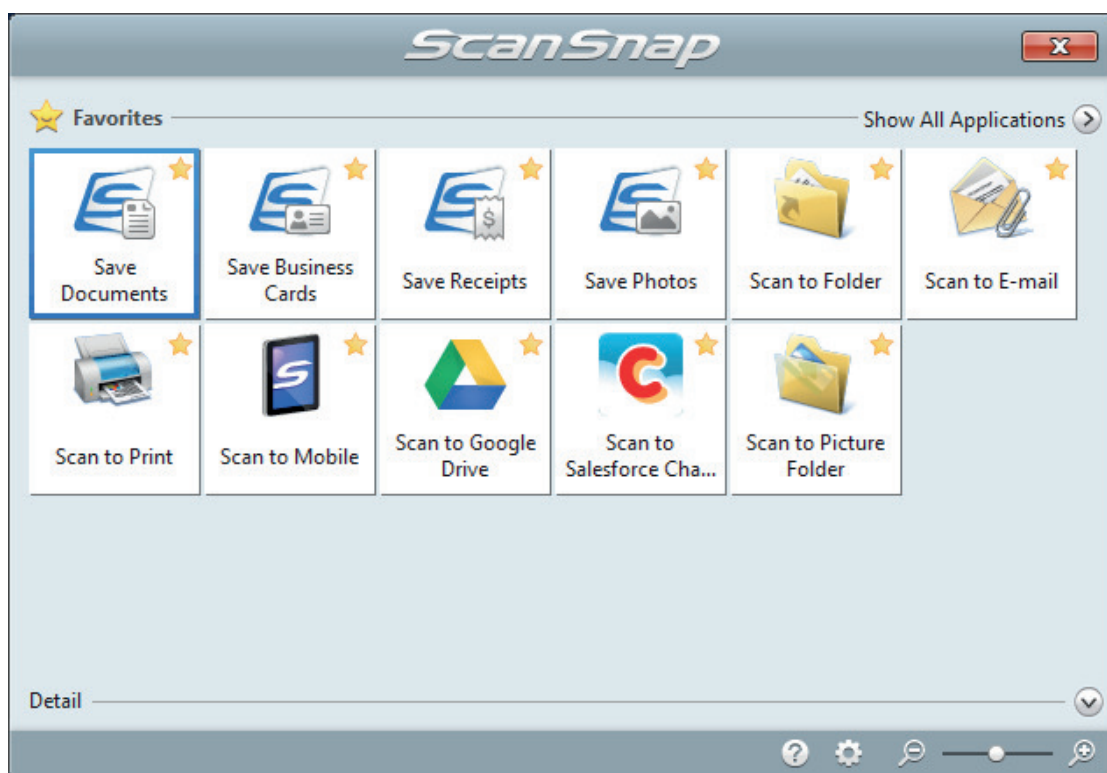 ScanSnap
Favorites
Show All Applications
Save
Documents
Save Business
Cards
Save Receipts
Save Photos
Scan to Folder
Scan to E-mail
Scan to Print
Scan to Mobile
Scan to Google
Drive
Scan to
Salesforce Cha...
Scan to Picture
Folder
Detail